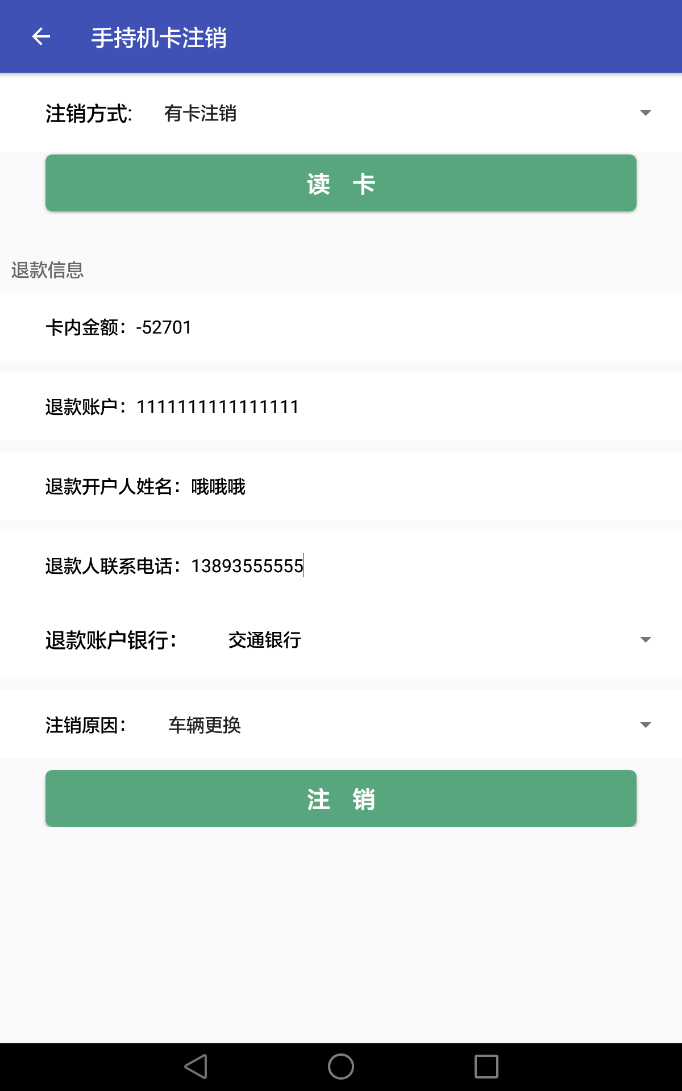 手持机卡注销
注销方式: 有卡注销
读 卡
退款信息
卡内金额：-52701
退款账户：1111111111111111
退款开户人姓名：哦哦哦
退款人联系电话：13893555555
退款账户银行： 交通银行
注销原因： 车辆更换
注 销